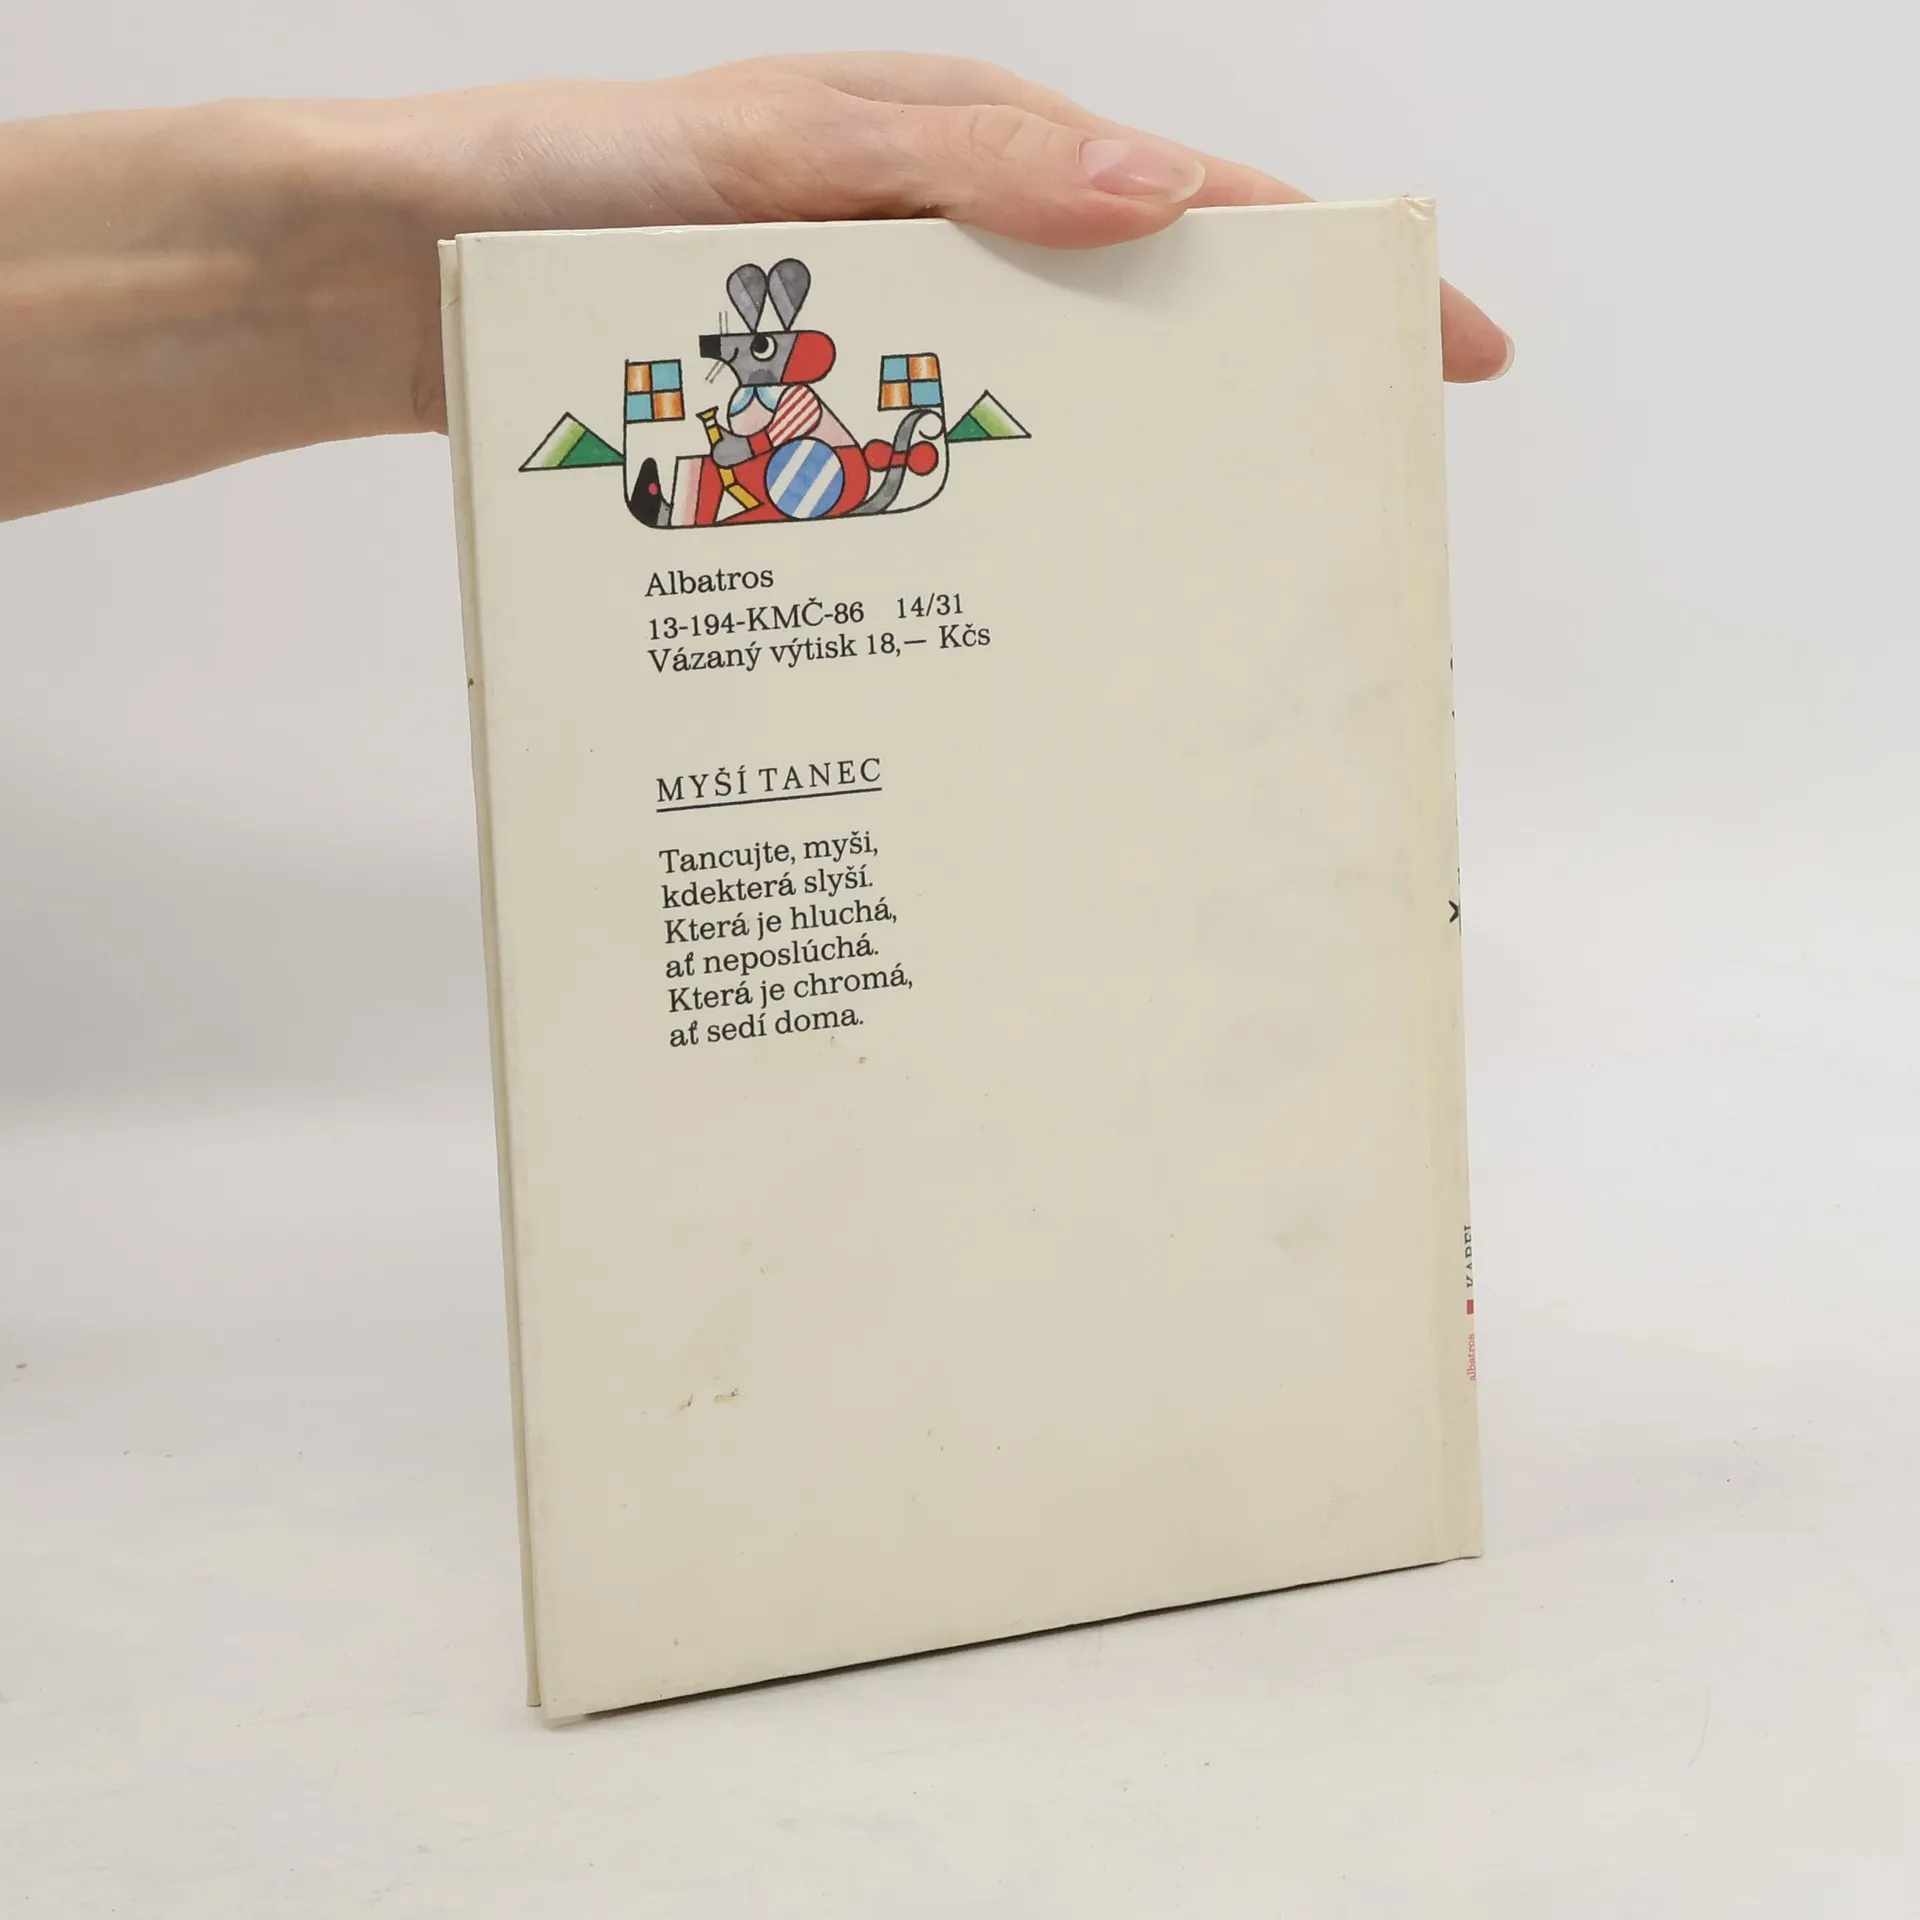 Albatros
13-194-KMČ-86 14/31
Vázaný výtisk 18,— Kčs
MYŠÍ TANEC
Tancujte, myši,
kdekterá slyší.
Která je hluchá,
ať neposlúchá.
Která je chromá,
ať sedí doma.
albatros
KAREL